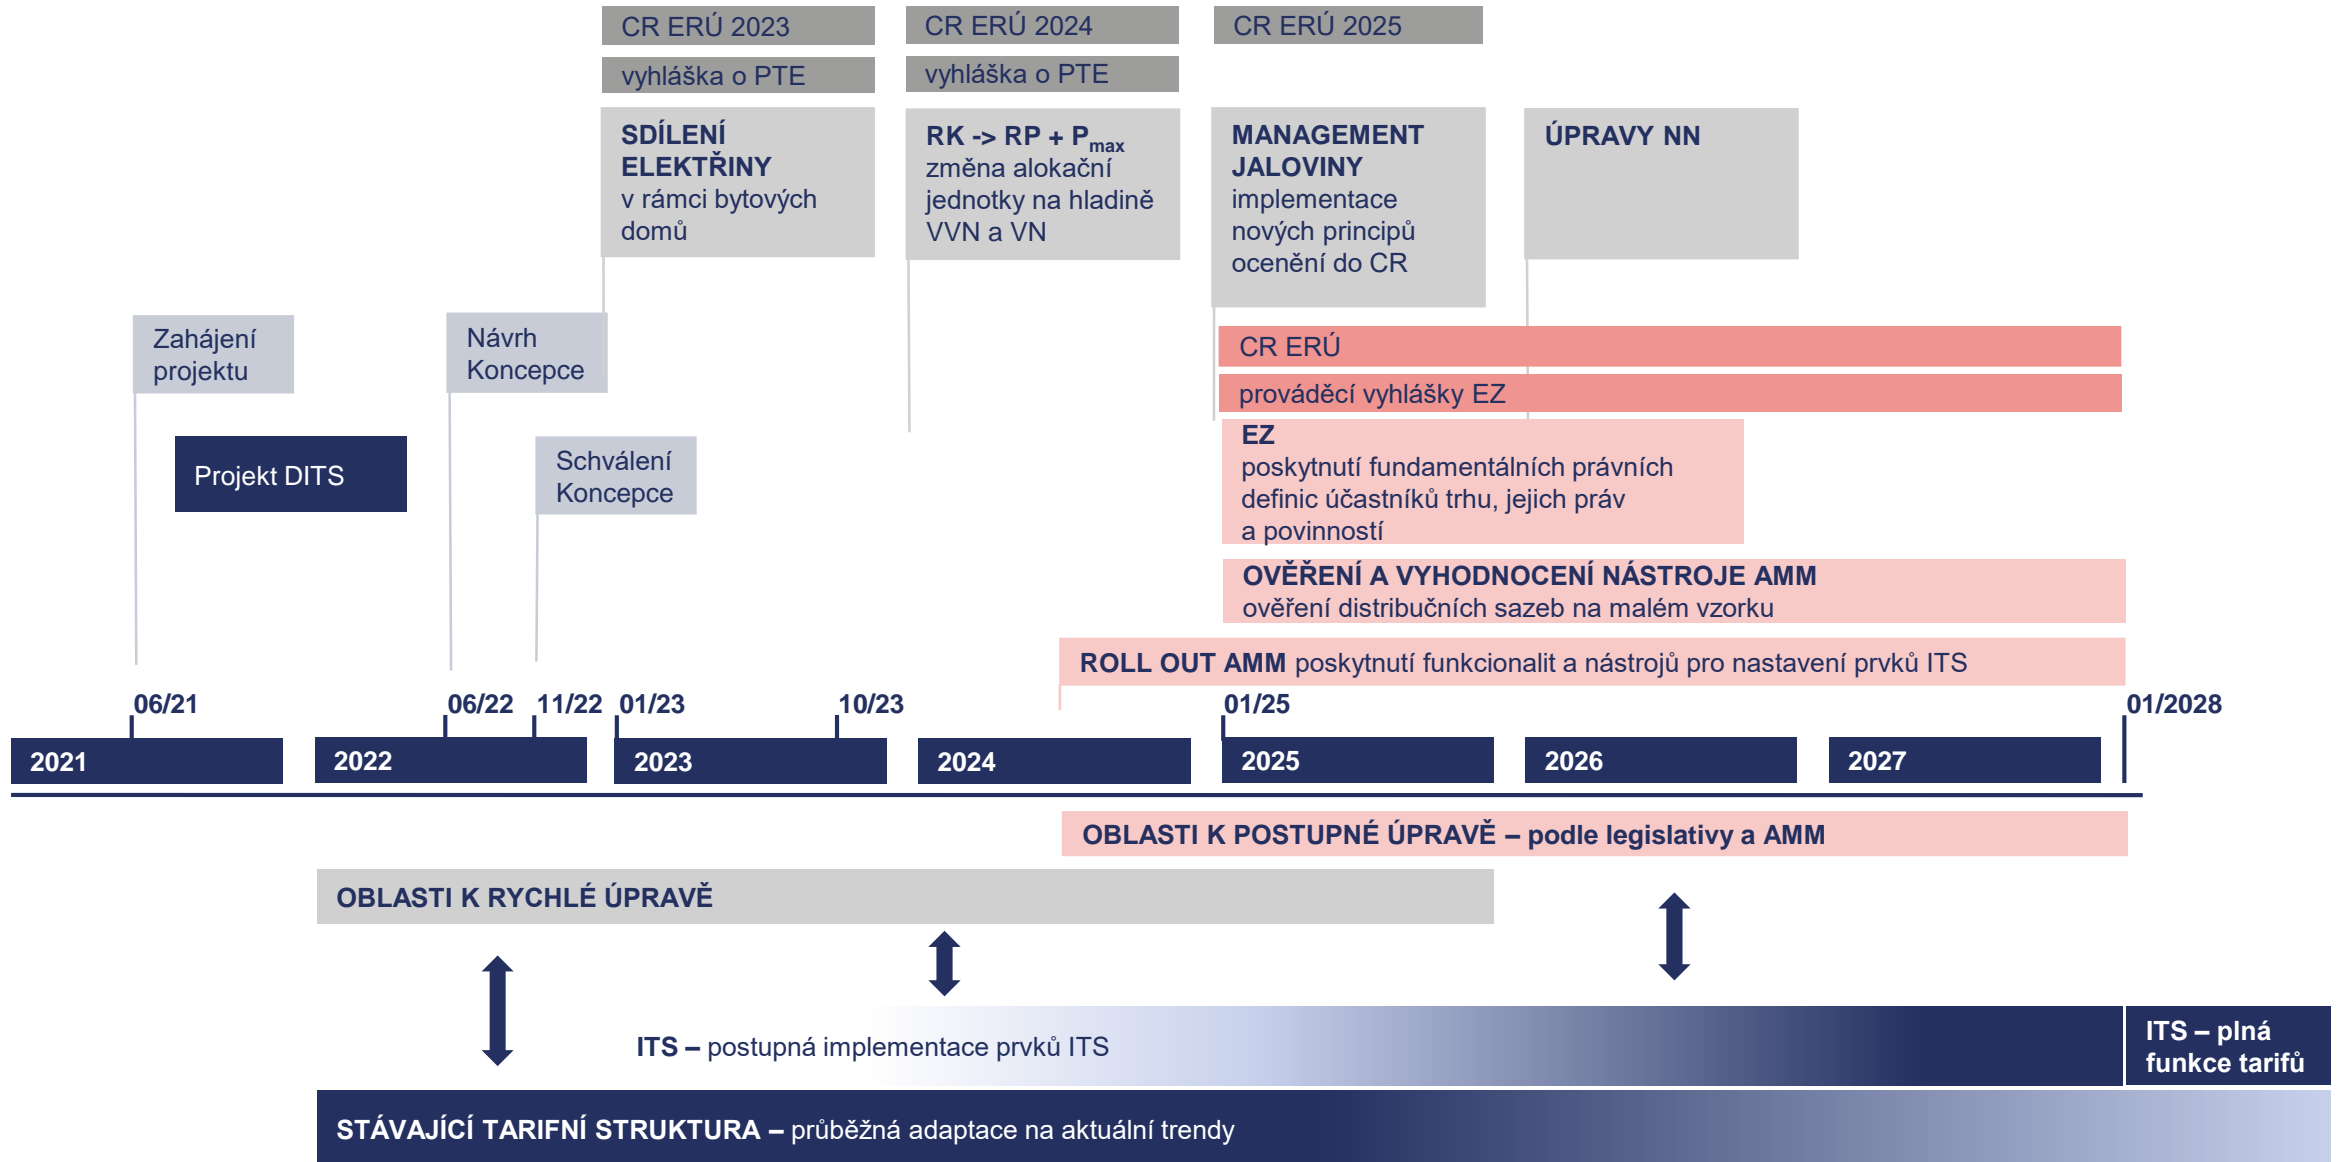 CR ERÚ 2023
CR ERÚ 2024
CR ERÚ 2025
vyhláška o PTE
vyhláška o PTE
SDÍLENÍ
ELEKTŘINY
v rámci bytových
domů
RK -> RP + Pmax
změna alokační
jednotky na hladině
VVN a VN
MANAGEMENT
JALOVINY
implementace
nových principů
ocenění do CR
ÚPRAVY NN
Zahájení
projektu
Návrh
Koncepce
CR ERÚ
prováděcí vyhlášky EZ
Projekt DITS
Schválení
Koncepce
EZ
poskytnutí fundamentálních právních
definic účastníků trhu, jejich práv
a povinností
OVĚŘENÍ A VYHODNOCENÍ NÁSTROJE AMM
ověření distribučních sazeb na malém vzorku
ROLL OUT AMM poskytnutí funkcionalit a nástrojů pro nastavení prvků ITS
06/21
06/22
11/22
01/23
10/23
01/25
01/2028
2021
2022
2023
2024
2025
2026
2027
OBLASTI K POSTUPNÉ ÚPRAVĚ – podle legislativy a AMM
OBLASTI K RYCHLÉ ÚPRAVĚ
ITS – postupná implementace prvků ITS
ITS – plná
funkce tarifů
STÁVAJÍCÍ TARIFNÍ STRUKTURA – průběžná adaptace na aktuální trendy